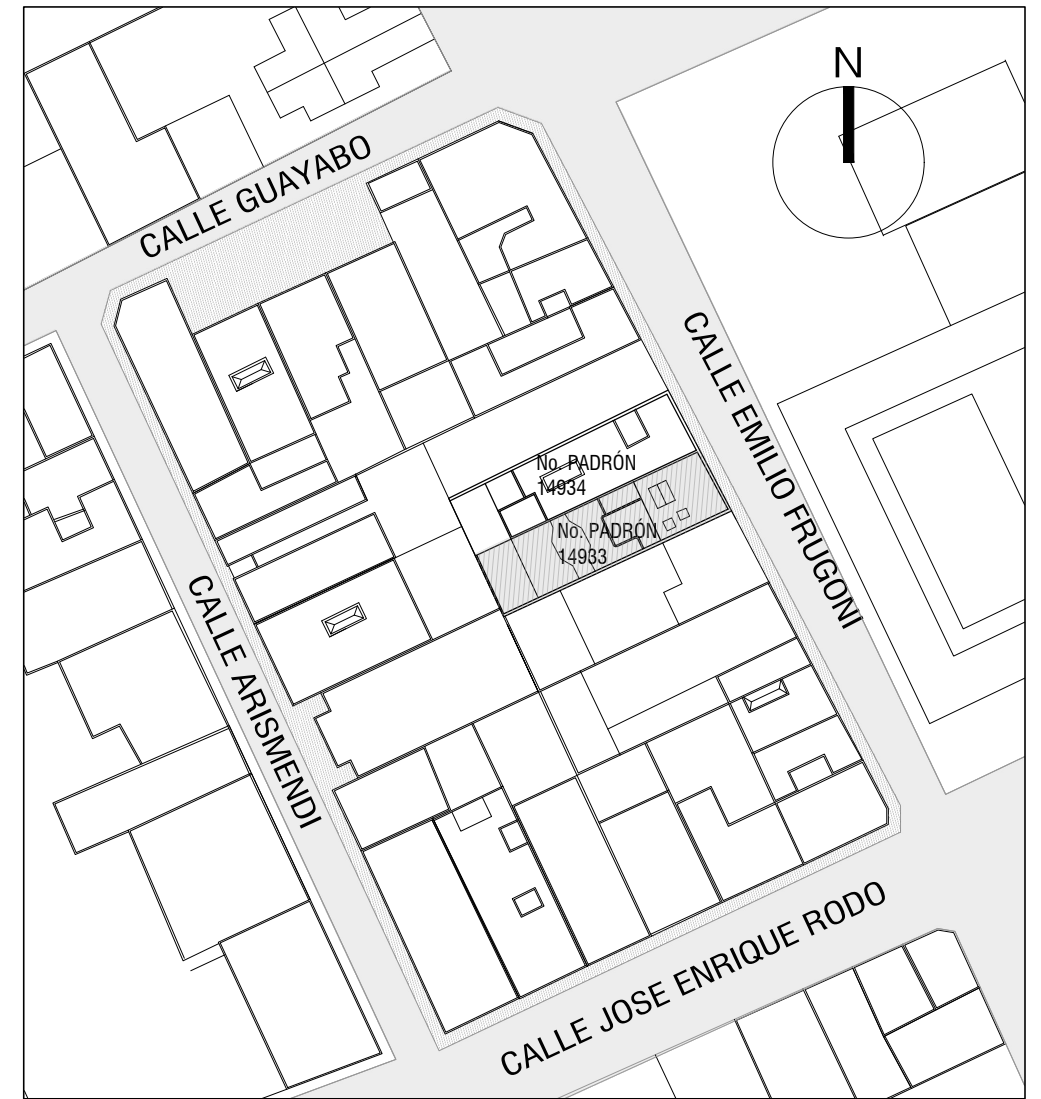 N
CALLE GUAYABO
CALLE EMILIO FRUGONI
No. PADRÓN
14934
No. PADRÓN
14933
CALLE ARISMENDI
CALLE JOSE ENRIQUE RODO